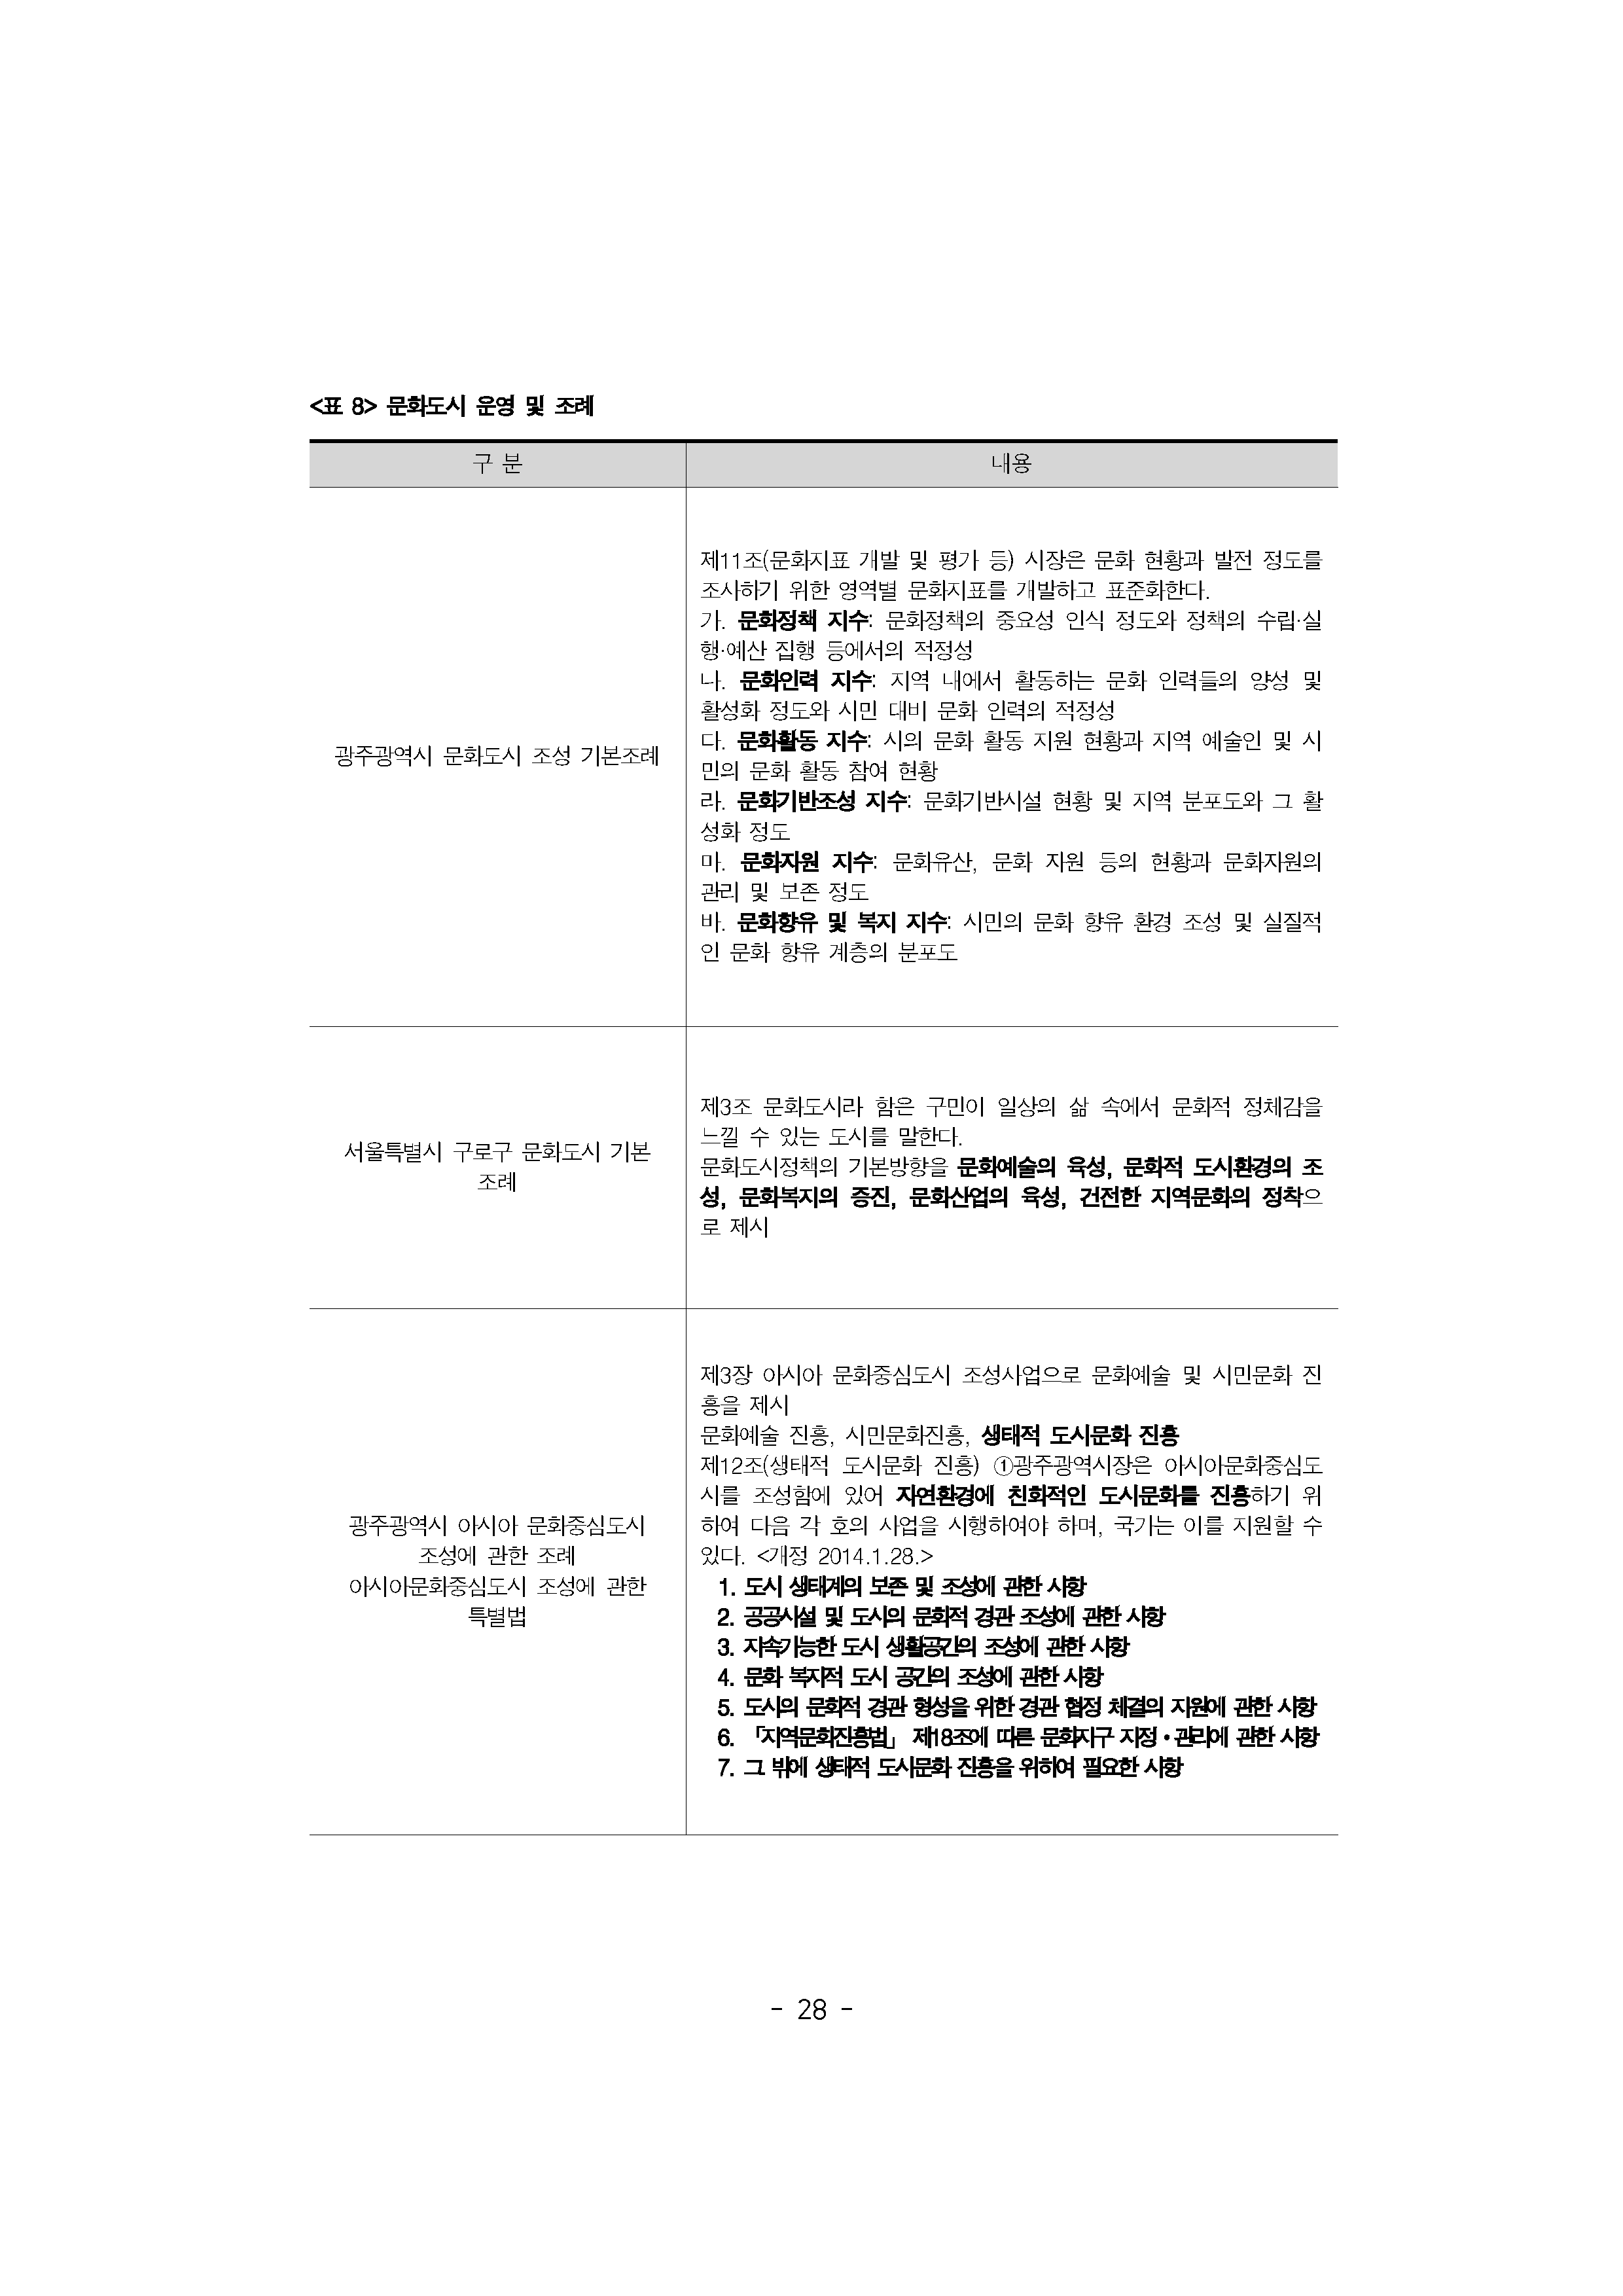 <표 8> 문화도시 운영 및 조례
구 분
내용
광주광역시 문화도시 조성 기본조례
제11조(문화지표 개발 및 평가 등) 시장은 문화 현황과 발전 정도를
조사하기 위한 영역별 문화지표를 개발하고 표준화한다.
가. 문화정책 지수: 문화정책의 중요성 인식 정도와 정책의 수립·실
행·예산 집행 등에서의 적정성
나. 문화인력 지수: 지역 내에서 활동하는 문화 인력들의 양성 및
활성화 정도와 시민 대비 문화 인력의 적정성
다. 문화활동 지수: 시의 문화 활동 지원 현황과 지역 예술인 및 시
민의 문화 활동 참여 현황
라. 문화기반조성 지수: 문화기반시설 현황 및 지역 분포도와 그 활
성화 정도
마. 문화자원 지수: 문화유산, 문화 자원 등의 현황과 문화자원의
관리 및 보존 정도
바. 문화향유 및 복지 지수: 시민의 문화 향유 환경 조성 및 실질적
인 문화 향유 계층의 분포도
서울특별시 구로구 문화도시 기본
조례
제3조 문화도시라 함은 구민이 일상의 삶 속에서 문화적 정체감을
느낄 수 있는 도시를 말한다.
문화도시정책의 기본방향을 문화예술의 육성, 문화적 도시환경의 조
성, 문화복지의 증진, 문화산업의 육성, 건전한 지역문화의 정착으
로 제시
광주광역시 아시아 문화중심도시
조성에 관한 조례
아시아문화중심도시 조성에 관한
특별법
제3장 아시아 문화중심도시 조성사업으로 문화예술 및 시민문화 진
흥을 제시
문화예술 진흥, 시민문화진흥, 생태적 도시문화 진흥
제12조(생태적 도시문화 진흥) ①광주광역시장은 아시아문화중심도
시를 조성함에 있어 자연환경에 친화적인 도시문화를 진흥하기 위
하여 다음 각 호의 사업을 시행하여야 하며, 국가는 이를 지원할 수
있다. <개정 2014.1.28.>
1. 도시 생태계의 보존 및 조성에 관한 사항
2. 공공시설 및 도시의 문화적 경관 조성에 관한 사항
3. 지속가능한 도시 생활공간의 조성에 관한 사항
4. 문화 복지적 도시 공간의 조성에 관한 사항
5. 도시의 문화적 경관 형성을 위한 경관 협정 체결의 지원에 관한 사항
6. 「지역문화진흥법」 제18조에 따른 문화지구 지정•관리에 관한 사항
7. 그 밖에 생태적 도시문화 진흥을 위하여 필요한 사항
- 28 -